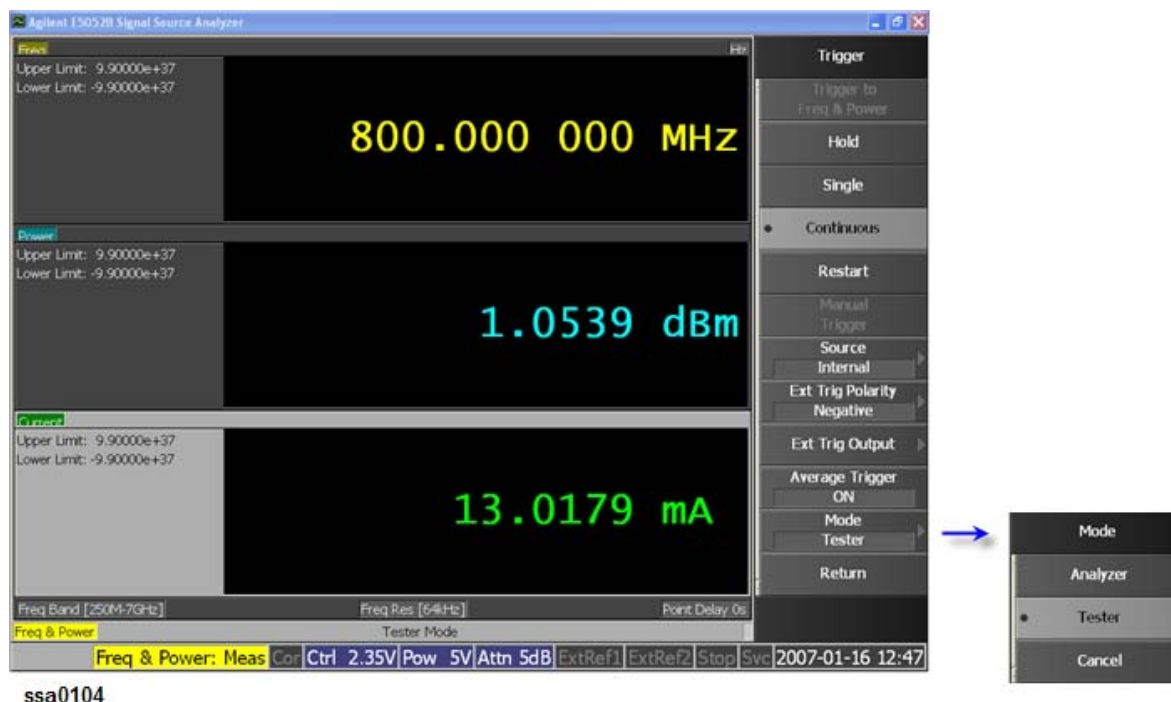 Agilent E5052B Signal Source Analyzer
Freq
Hz
Upper Limit: 9.90000e+37
Lower Limit: -9.90000e+37
800.000 000 MHz
Power
Upper Limit: 9.90000e+37
Lower Limit: -9.90000e+37
1.0539 dBm
Current
Upper Limit: 9.90000e+37
Lower Limit: -9.90000e+37
13.0179 mA
Freq Band [250M-7GHz]
Freq Res [64kHz]
Point Delay 0s
Freq & Power
Tester Mode
Freq & Power: Meas Cor Ctrl 2.35V Pow 5V Attn 5dB ExtRef1 ExtRef2 Stop Svc 2007-01-16 12:47
Trigger
Trigger to
Freq & Power
Hold
Single
Continuous
Restart
Manual
Trigger
Source
Internal
Ext Trig Polarity
Negative
Ext Trig Output
Average Trigger
ON
Mode
Tester
Return
Mode
Analyzer
Tester
Cancel
ssa0104